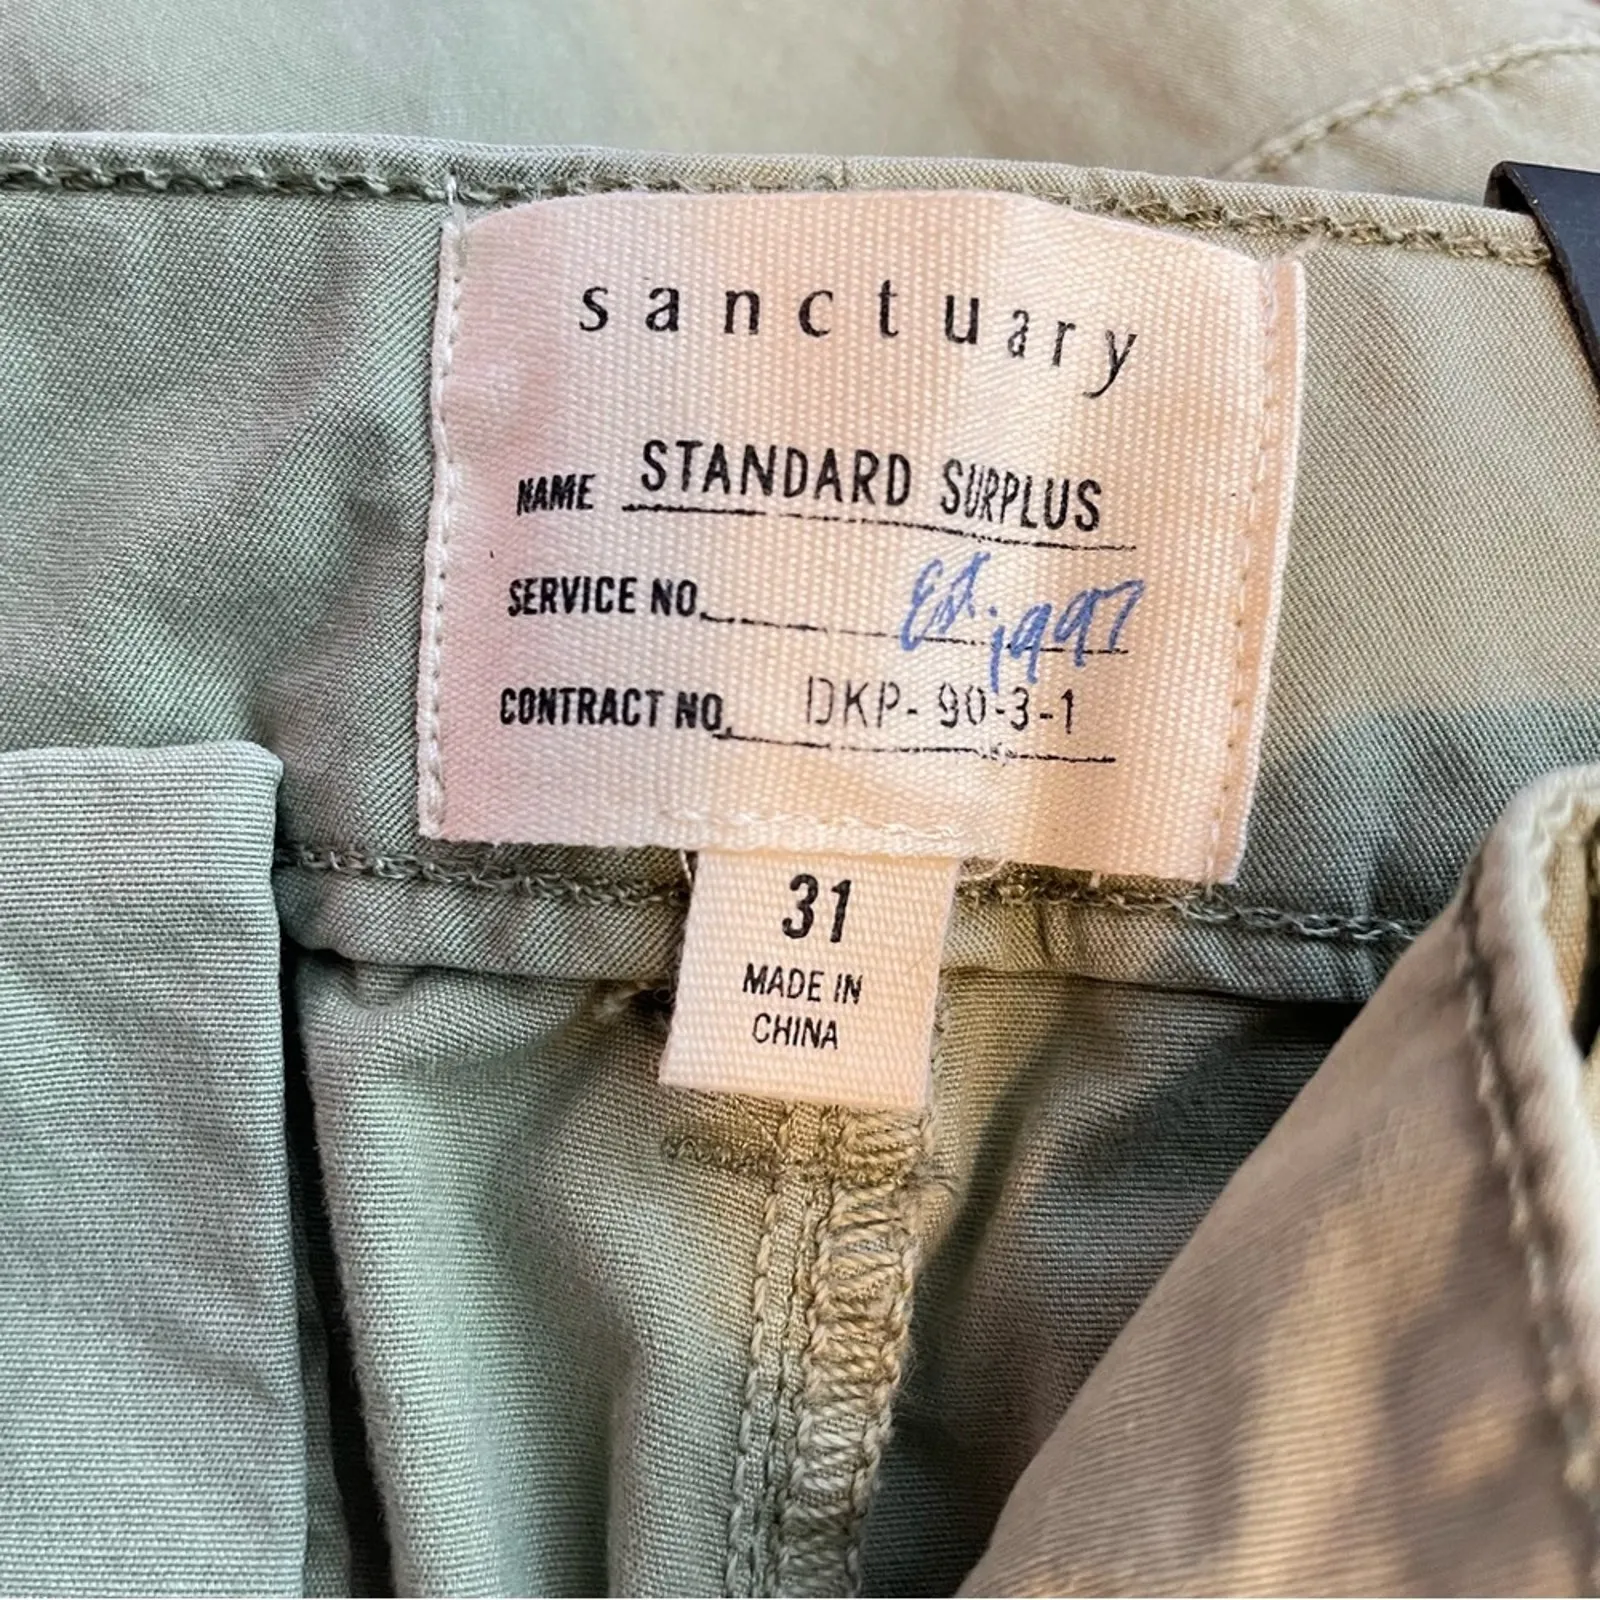 sanctuary
NAME STANDARD SURPLUS
SERVICE NO. Est. 1997
CONTRACT NO. DKP-90-3-1
31
MADE IN
CHINA